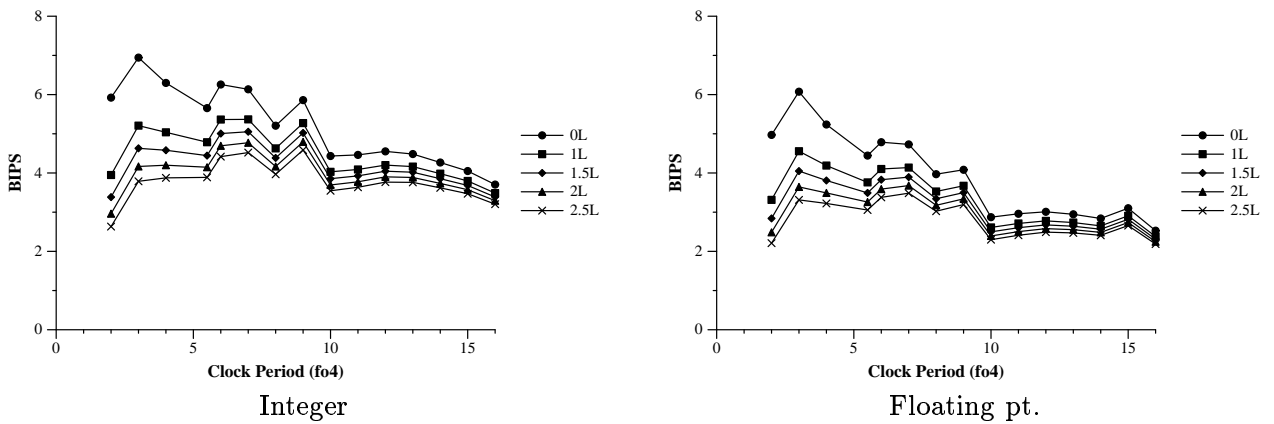 8
6
4
2
0
BIPS
0
5
10
15
Clock Period (fo4)
0L
1L
1.5L
2L
2.5L
Integer
8
6
4
2
0
BIPS
0
5
10
15
Clock Period (fo4)
0L
1L
1.5L
2L
2.5L
Floating pt.